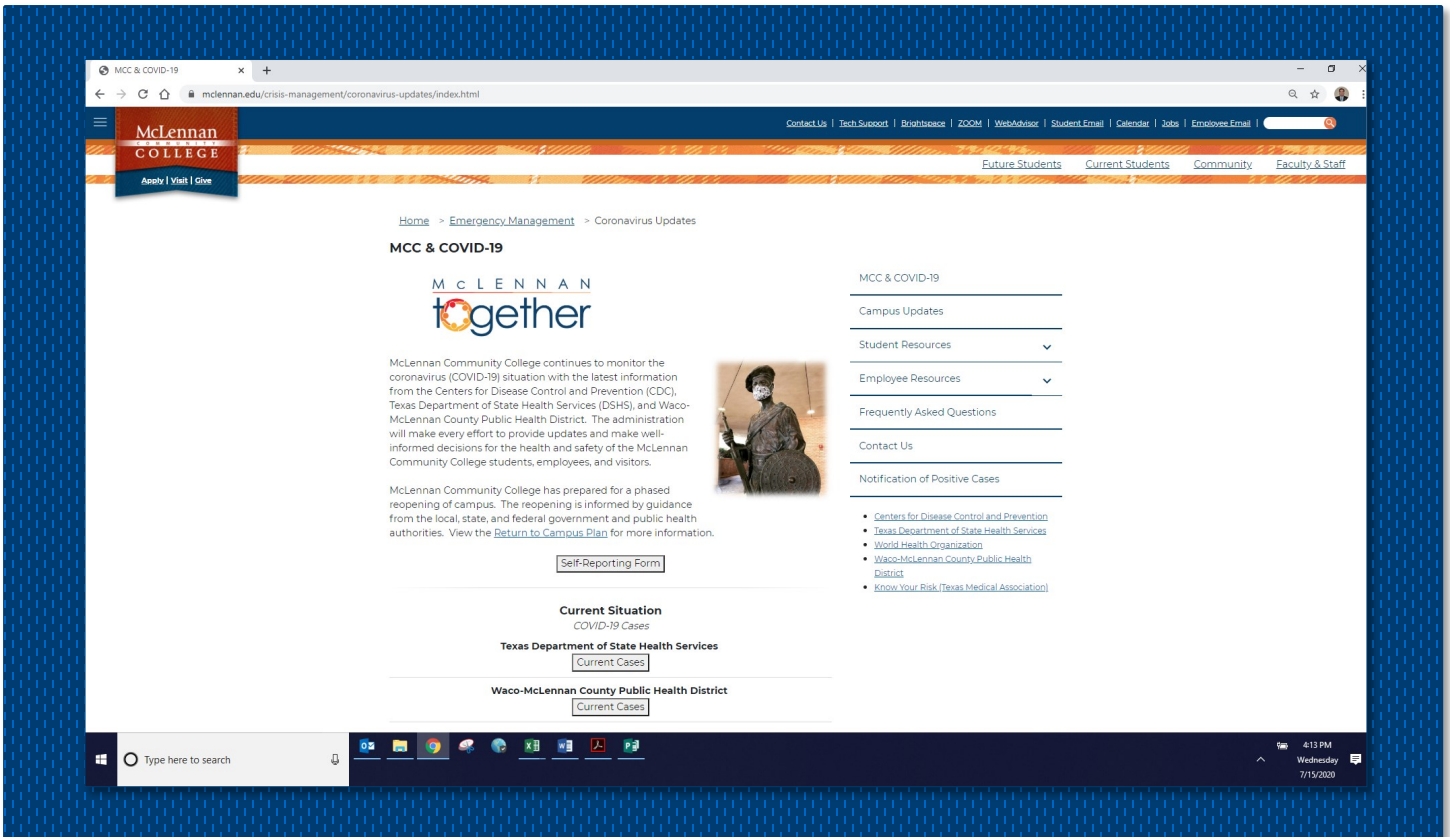 MCC & COVID-19
mclennan.edu/crisis-management/coronavirus-updates/index.html
McLennan
COMMUNITY
COLLEGE
Apply | Visit | Give
Contact Us | Tech Support | Brightspace | ZOOM | WebAdvisor | Student Email | Calendar | Jobs | Employee Email |
Future Students Current Students Community Faculty & Staff
Home > Emergency Management > Coronavirus Updates
MCC & COVID-19
McLENNAN
together
McLennan Community College continues to monitor the
coronavirus (COVID-19) situation with the latest information
from the Centers for Disease Control and Prevention (CDC),
Texas Department of State Health Services (DSHS), and Waco-
McLennan County Public Health District. The administration
will make every effort to provide updates and make well-
informed decisions for the health and safety of the McLennan
Community College students, employees, and visitors.
McLennan Community College has prepared for a phased
reopening of campus. The reopening is informed by guidance
from the local, state, and federal government and public health
authorities. View the Return to Campus Plan for more information.
Self-Reporting Form
Current Situation
COVID-19 Cases
Texas Department of State Health Services
Current Cases
Waco-McLennan County Public Health District
Current Cases
MCC & COVID-19
Campus Updates
Student Resources
Employee Resources
Frequently Asked Questions
Contact Us
Notification of Positive Cases
Centers for Disease Control and Prevention
Texas Department of State Health Services
World Health Organization
Waco-McLennan County Public Health
District
Know Your Risk (Texas Medical Association)
Type here to search
4:13 PM
Wednesday
7/15/2020